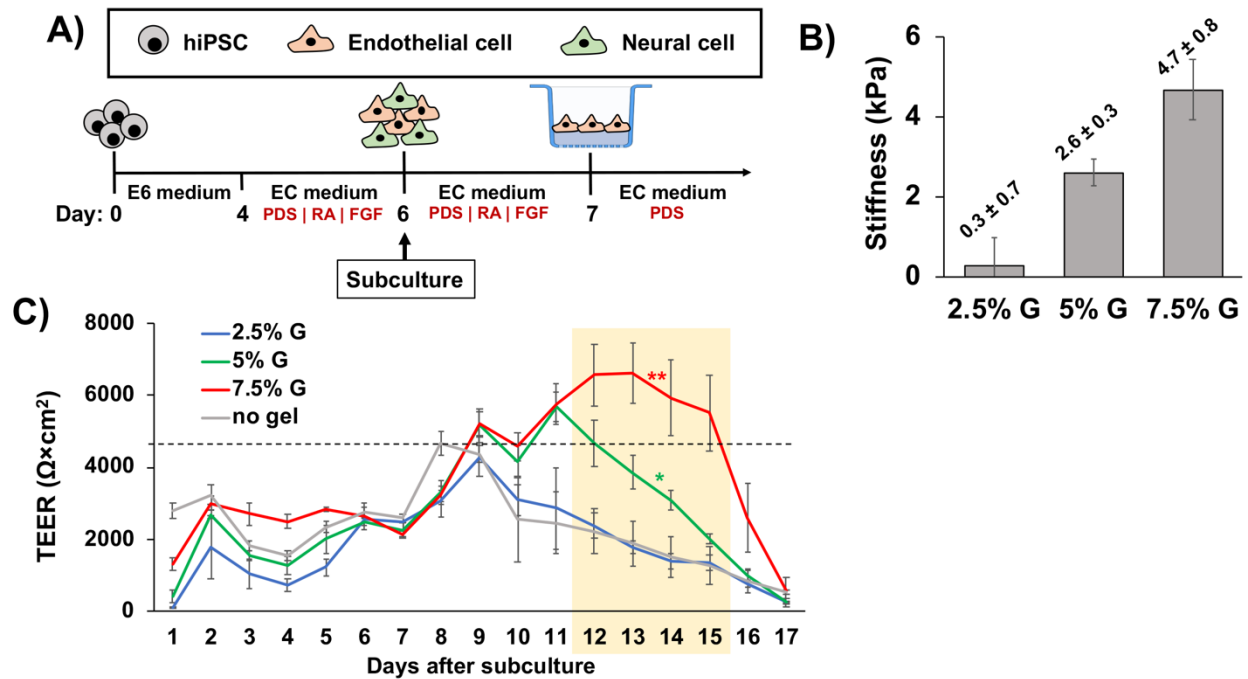 A)
hiPSC Endothelial cell Neural cell
E6 medium EC medium EC medium EC medium
PDS | RA | FGF PDS | RA | FGF PDS
Day: 0 4 6 7
Subculture
B)
Stiffness (kPa)
6
4
2
0
0.3 ± 0.7
2.6 ± 0.3
4.7 ± 0.8
2.5% G 5% G 7.5% G
C)
TEER (Ω×cm²)
8000
6000
4000
2000
0
2.5% G
5% G
7.5% G
no gel
**
*
1 2 3 4 5 6 7 8 9 10 11 12 13 14 15 16 17
Days after subculture